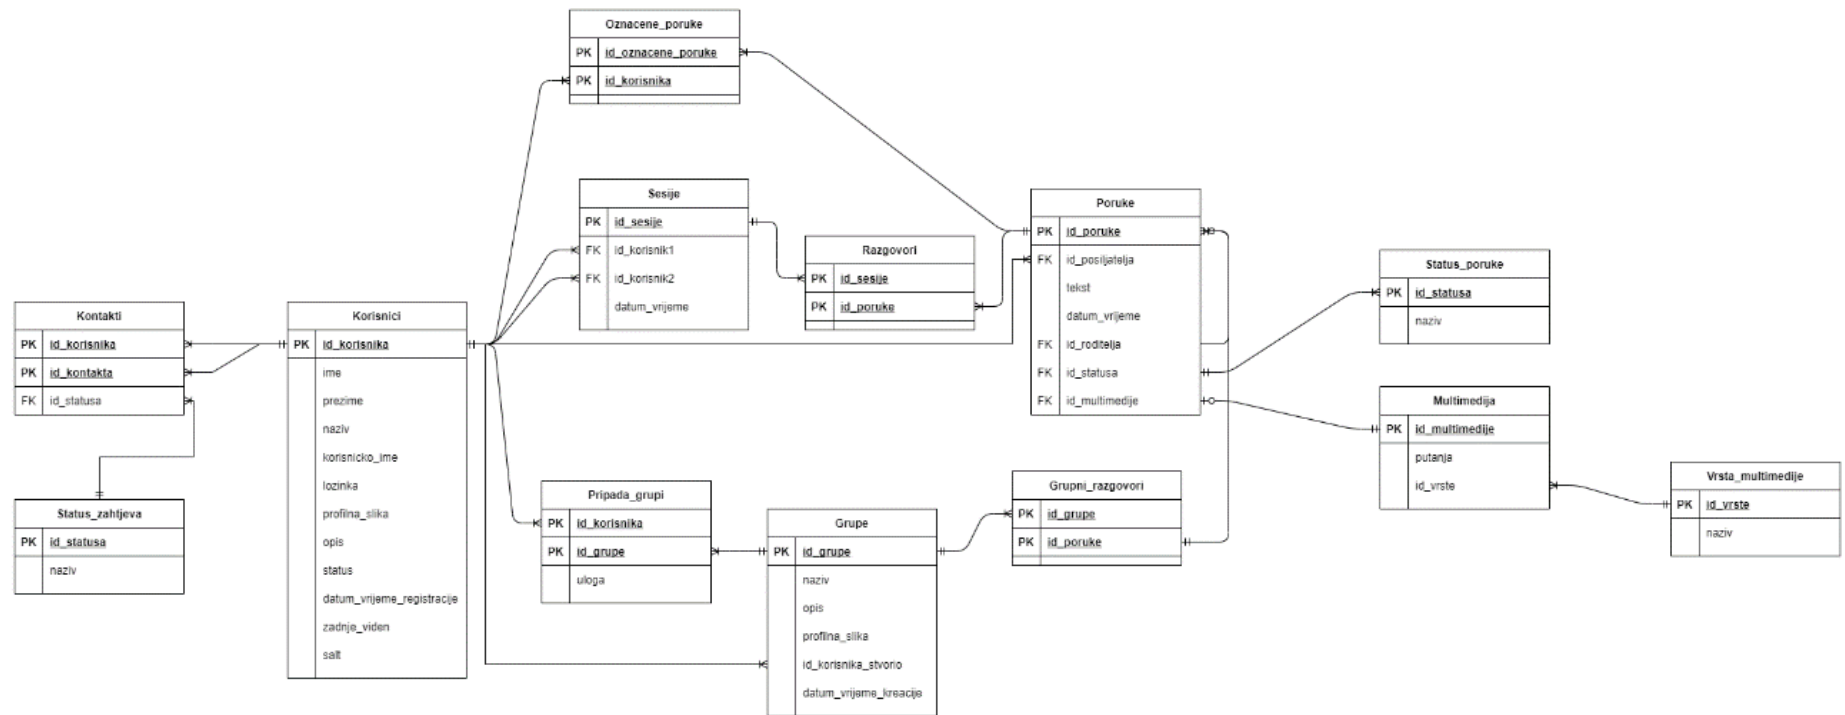 Oznacene_poruke
PK id_oznacene_poruke
PK id_korisnika
Sesije
PK id_sesije
FK id_korisnik1
FK id_korisnik2
datum_vrijeme
Razgovori
PK id_sesije
PK id_poruke
Poruke
PK id_poruke
FK id_posiljatelja
tekst
datum_vrijeme
FK id_roditelja
FK id_statusa
FK id_multimedije
Status_poruke
PK id_statusa
naziv
Kontakti
PK id_korisnika
PK id_kontakta
FK id_statusa
Korisnici
PK id_korisnika
ime
prezime
naziv
korisnicko_ime
lozinka
profilna_slika
opis
status
datum_vrijeme_registracije
zadnje_viden
salt
Multimedija
PK id_multimedije
putanja
id_vrste
Vrsta_multimedije
PK id_vrste
naziv
Status_zahtjeva
PK id_statusa
naziv
Pripada_grupi
PK id_korisnika
PK id_grupe
uloga
Grupe
PK id_grupe
naziv
opis
profilna_slika
id_korisnika_stvorio
datum_vrijeme_kreacije
Grupni_razgovori
PK id_grupe
PK id_poruke